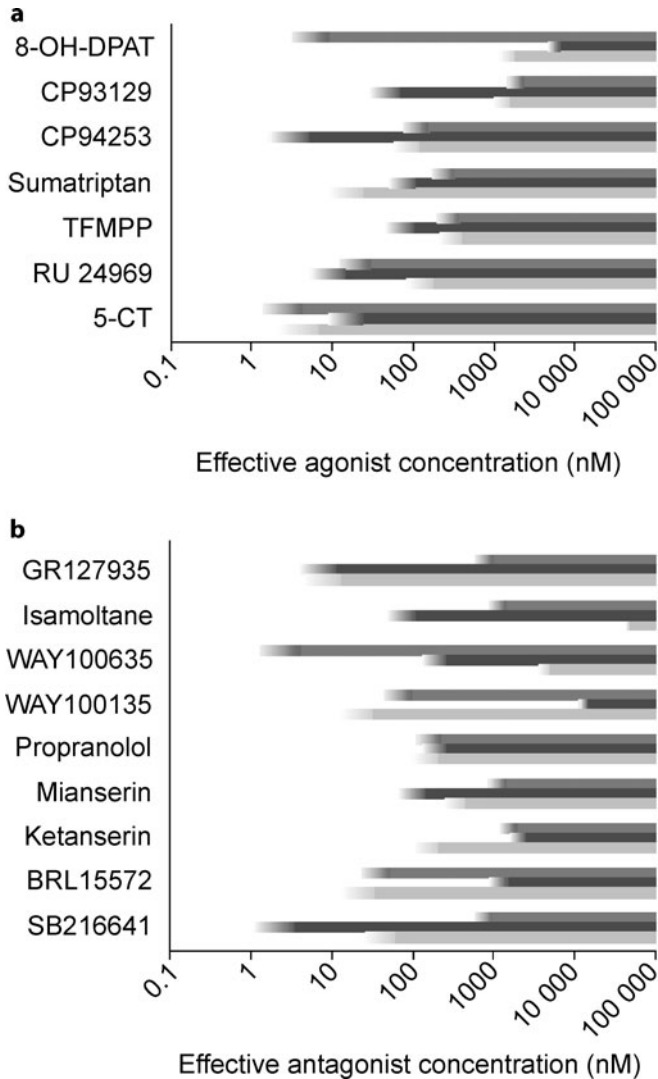 a
8-OH-DPAT
CP93129
CP94253
Sumatriptan
TFMPP
RU 24969
5-CT
0.1
1
10
100
1000
10 000
100 000
Effective agonist concentration (nM)
b
GR127935
Isamoltane
WAY100635
WAY100135
Propranolol
Mianserin
Ketanserin
BRL15572
SB216641
0.1
1
10
100
1000
10 000
100 000
Effective antagonist concentration (nM)